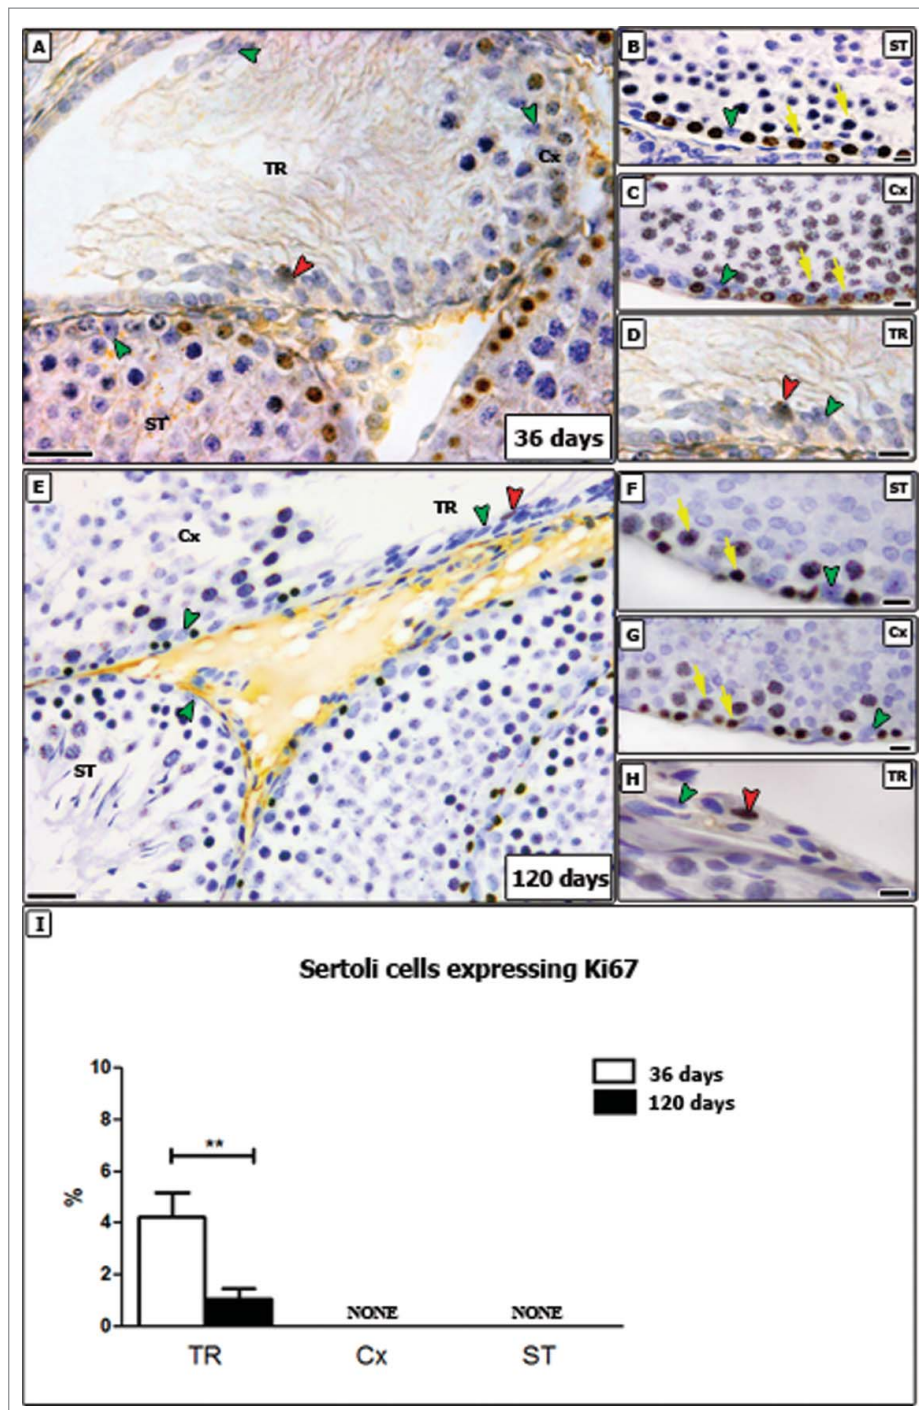 A
TR
Cx
ST
36 days
B
ST
C
Cx
D
TR
E
Cx
TR
ST
120 days
F
ST
G
Cx
H
TR
I
Sertoli cells expressing Ki67
10
8
6
4
2
0
%
**
36 days
120 days
NONE
NONE
TR
Cx
ST